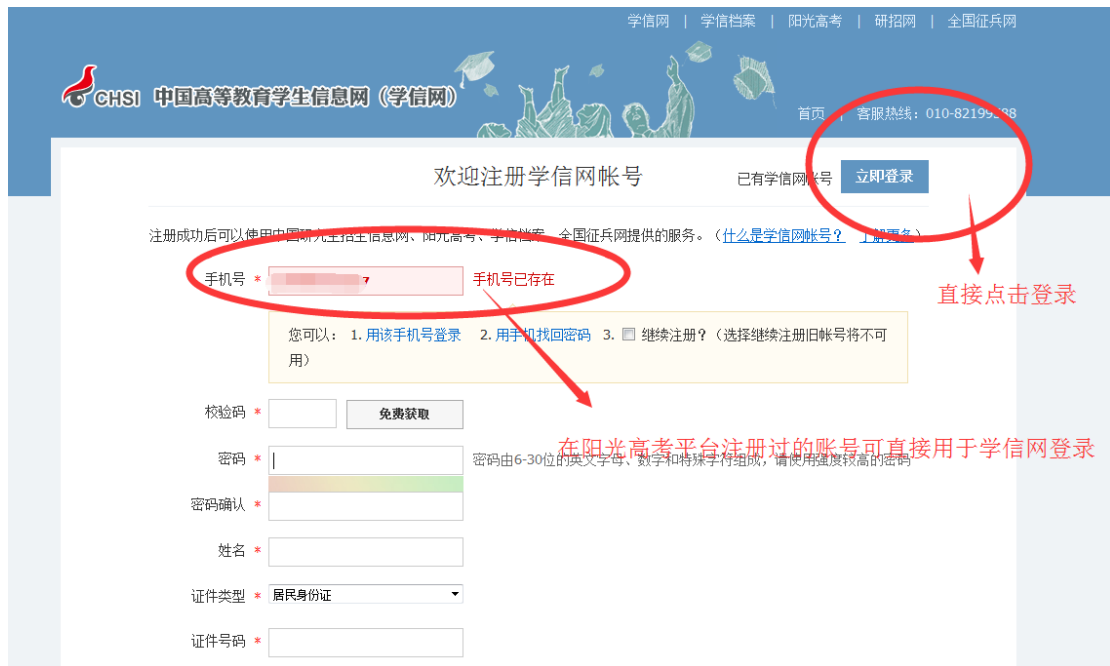 学信网 | 学信档案 | 阳光高考 | 研招网 | 全国征兵网
CHSI 中国高等教育学生信息网（学信网）
首页 | 客服热线：010-82199588
欢迎注册学信网帐号
已有学信网帐号 立即登录
注册成功后可以使用中国研究生招生信息网、阳光高考、学信档案、全国征兵网提供的服务。（什么是学信网帐号？ 了解更多）
手机号 * 7 手机号已存在
直接点击登录
您可以： 1. 用该手机号登录 2. 用手机找回密码 3. 继续注册？（选择继续注册旧帐号将不可
用）
校验码 * 免费获取
在阳光高考平台注册过的账号可直接用于学信网登录
密码 * 密码由6-30位的英文字母、数字和特殊字符组成，请使用强度较高的密码
密码确认 *
姓名 *
证件类型 * 居民身份证
证件号码 *